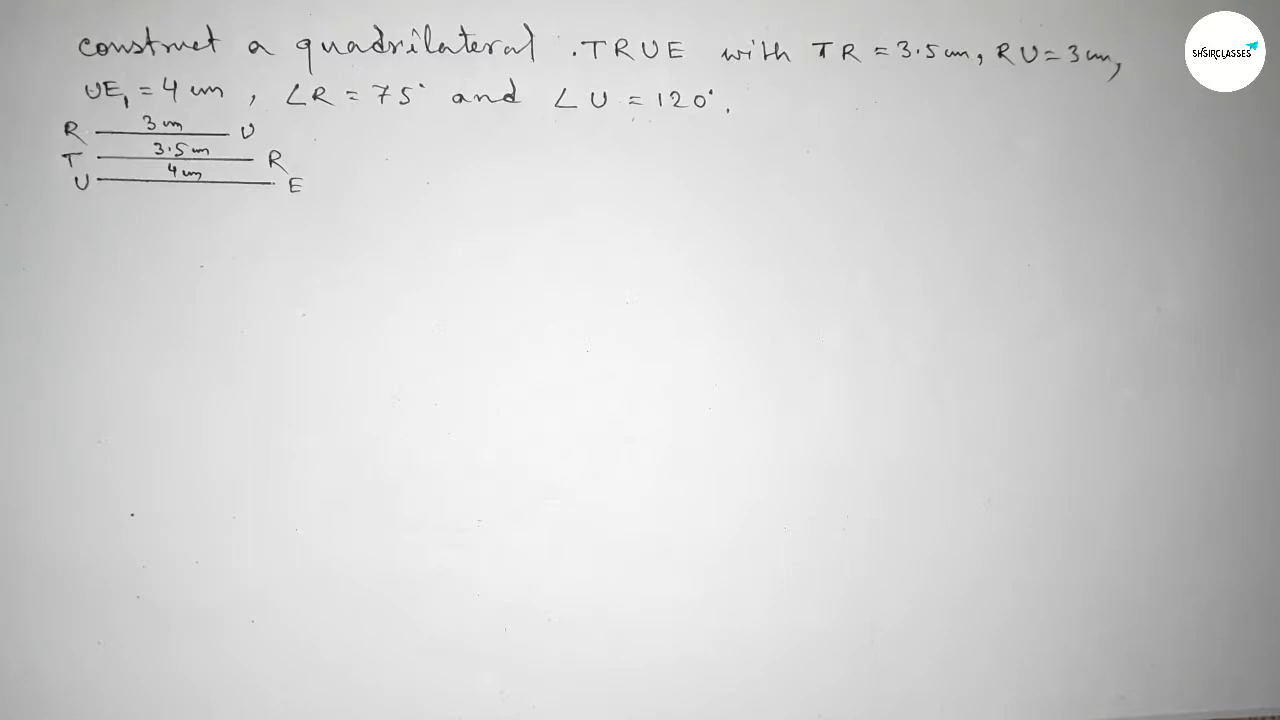 construct a quadrilateral .TRUE with TR = 3.5 cm, RU = 3 cm,
UE, = 4 cm, ∠R = 75° and ∠U = 120°.
R 3 cm U
T 3.5 cm R
U 4 cm E
SHSIRCLASSES